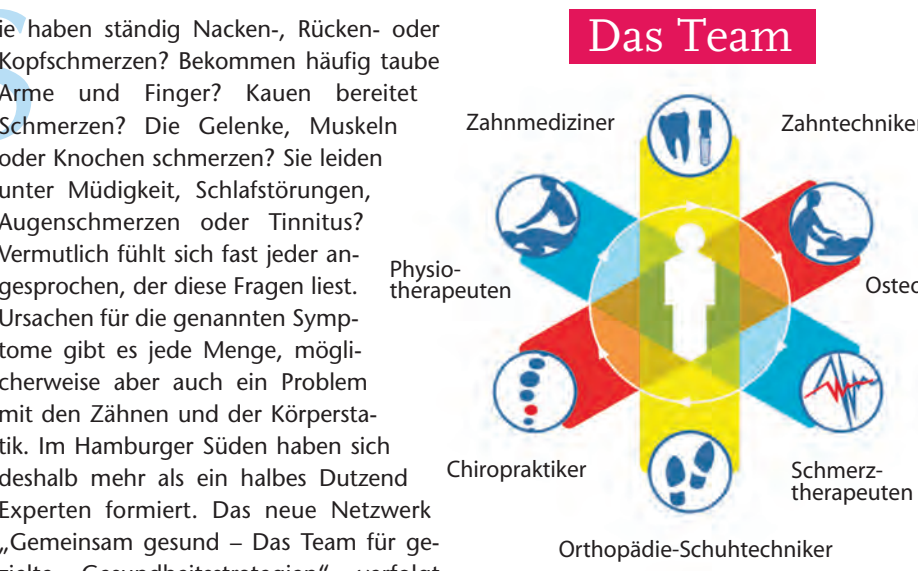 Sie haben ständig Nacken-, Rücken- oder
Kopfschmerzen? Bekommen häufig taube
Arme und Finger? Kauen bereitet
Schmerzen? Die Gelenke, Muskeln
oder Knochen schmerzen? Sie leiden
unter Müdigkeit, Schlafstörungen,
Augenschmerzen oder Tinnitus?
Vermutlich fühlt sich fast jeder an-
gesprochen, der diese Fragen liest.
Ursachen für die genannten Symp-
tome gibt es jede Menge, mögli-
cherweise aber auch ein Problem
mit den Zähnen und der Körpersta-
tik. Im Hamburger Süden haben sich
deshalb mehr als ein halbes Dutzend
Experten formiert. Das neue Netzwerk
„Gemeinsam gesund – Das Team für ge-
zielte Gesundheitsstrategien“ verfolgt
Das Team
Zahnmediziner
Zahntechniker
Physio-
therapeuten
Osteo
Chiropraktiker
Schmerz-
therapeuten
Orthopädie-Schuhtechniker